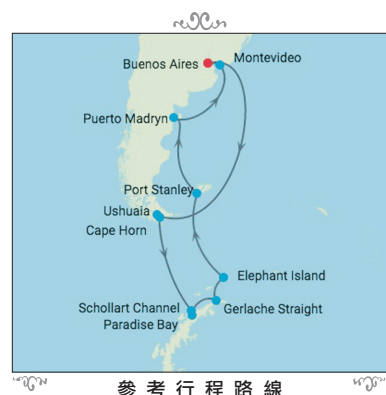 Buenos Aires
Montevideo
Puerto Madryn
Port Stanley
Ushuaia
Cape Horn
Elephant Island
Schollart Channel
Gerlache Straight
Paradise Bay
參考行程路線